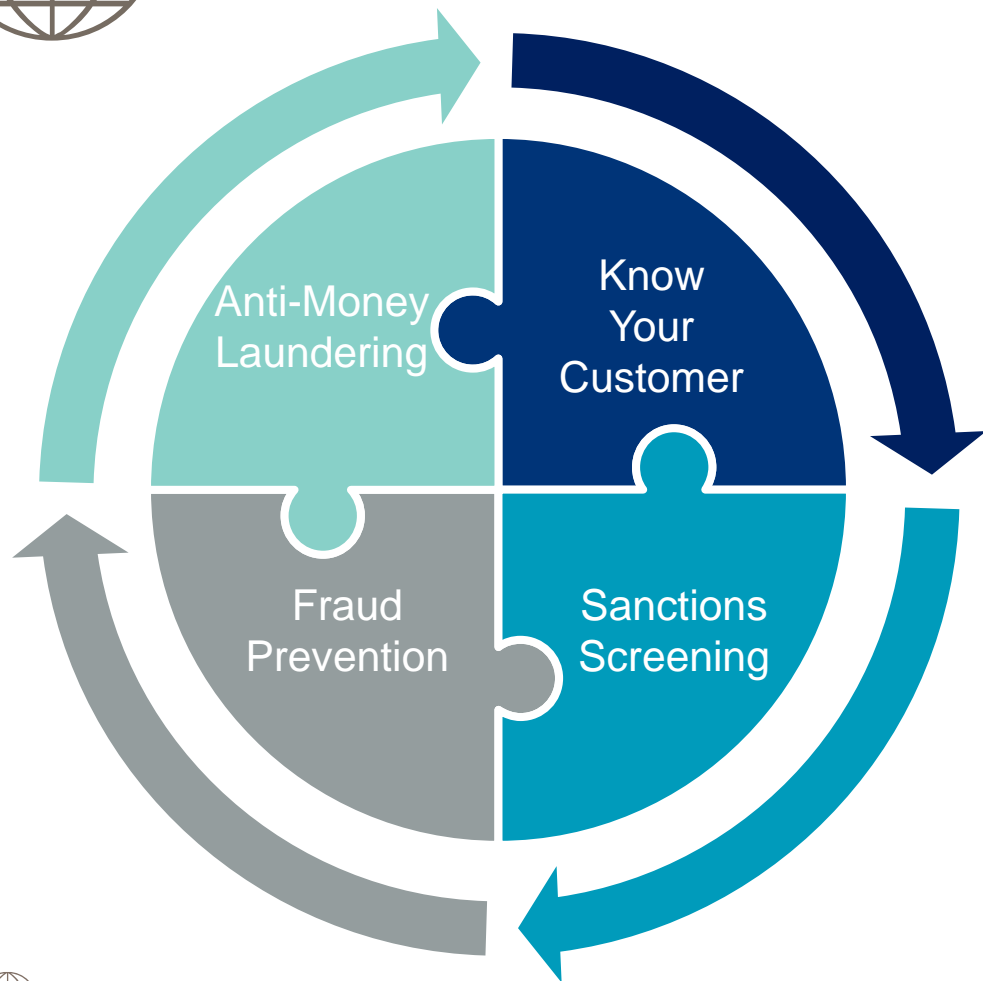 Anti-Money
Laundering
Know
Your
Customer
Fraud
Prevention
Sanctions
Screening